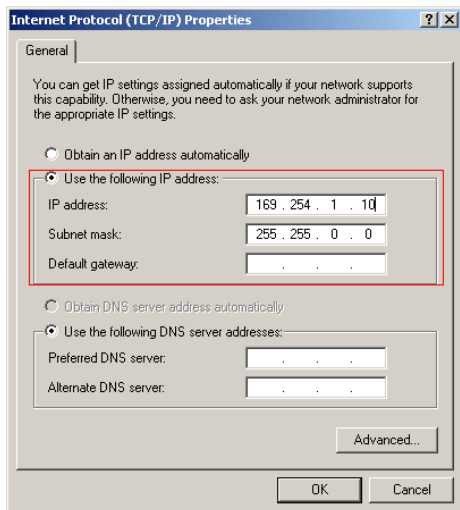 Internet Protocol (TCP/IP) Properties
General
You can get IP settings assigned automatically if your network supports
this capability. Otherwise, you need to ask your network administrator for
the appropriate IP settings.
Obtain an IP address automatically
Use the following IP address:
IP address: 169 . 254 . 1 . 10
Subnet mask: 255 . 255 . 0 . 0
Default gateway: . . .
Obtain DNS server address automatically
Use the following DNS server addresses:
Preferred DNS server: . . .
Alternate DNS server: . . .
Advanced...
OK Cancel